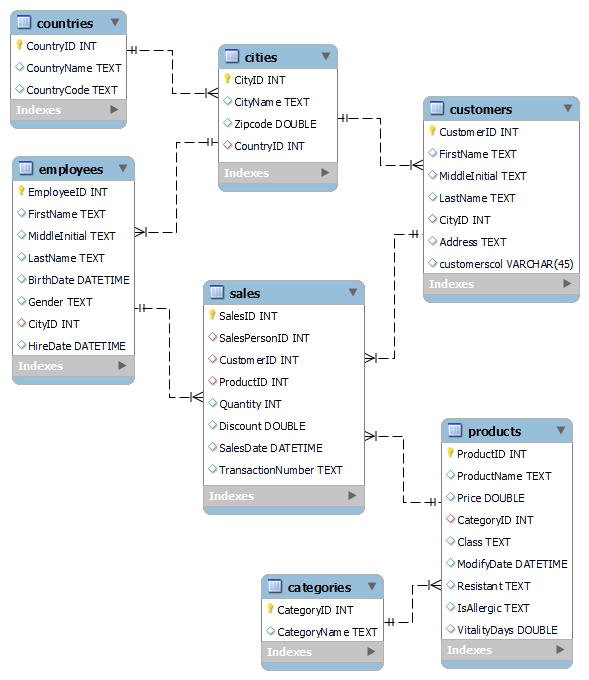 countries
CountryID INT
CountryName TEXT
CountryCode TEXT
Indexes
cities
CityID INT
CityName TEXT
Zipcode DOUBLE
CountryID INT
Indexes
customers
CustomerID INT
FirstName TEXT
MiddleInitial TEXT
LastName TEXT
CityID INT
Address TEXT
customerscol VARCHAR(45)
Indexes
employees
EmployeeID INT
FirstName TEXT
MiddleInitial TEXT
LastName TEXT
BirthDate DATETIME
Gender TEXT
CityID INT
HireDate DATETIME
Indexes
sales
SalesID INT
SalesPersonID INT
CustomerID INT
ProductID INT
Quantity INT
Discount DOUBLE
SalesDate DATETIME
TransactionNumber TEXT
Indexes
products
ProductID INT
ProductName TEXT
Price DOUBLE
CategoryID INT
Class TEXT
ModifyDate DATETIME
Resistant TEXT
IsAllergic TEXT
VitalityDays DOUBLE
Indexes
categories
CategoryID INT
CategoryName TEXT
Indexes